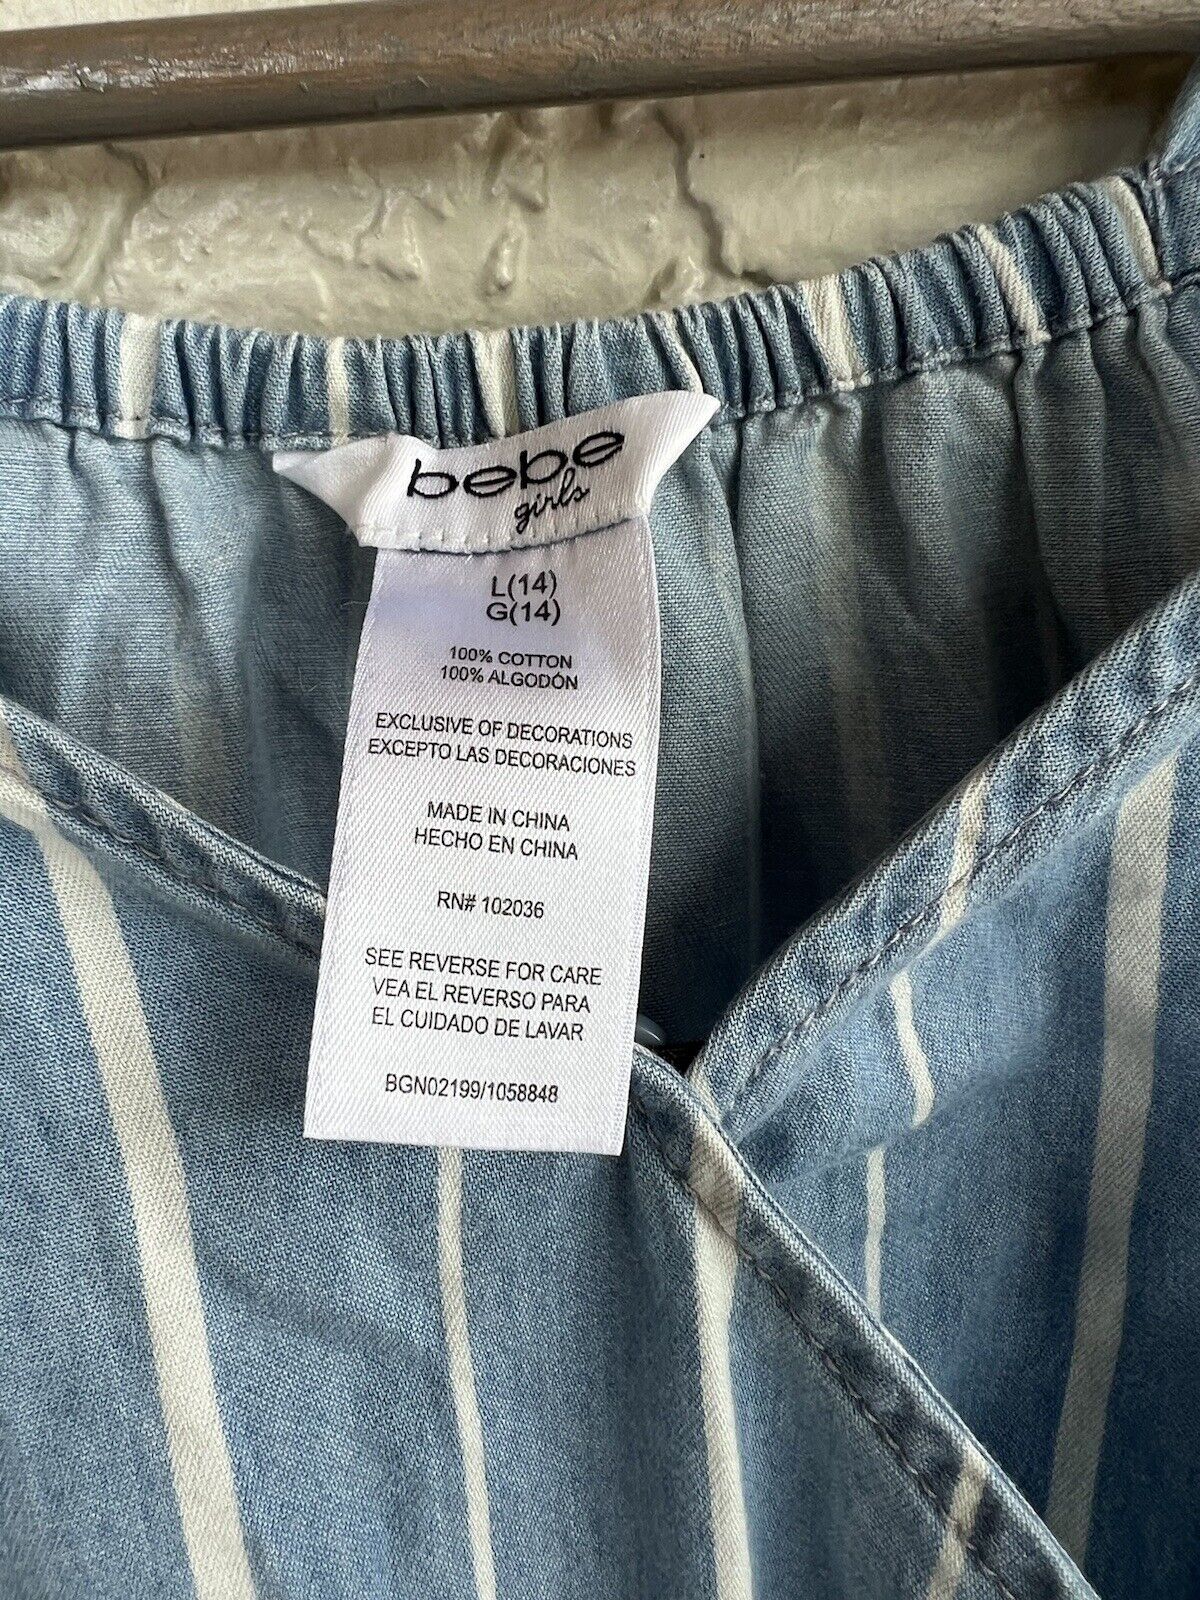 bebe
girls
L(14)
G(14)
100% COTTON
100% ALGODÓN
EXCLUSIVE OF DECORATIONS
EXCEPTO LAS DECORACIONES
MADE IN CHINA
HECHO EN CHINA
RN# 102036
SEE REVERSE FOR CARE
VEA EL REVERSO PARA
EL CUIDADO DE LAVAR
BGN02199/1058848